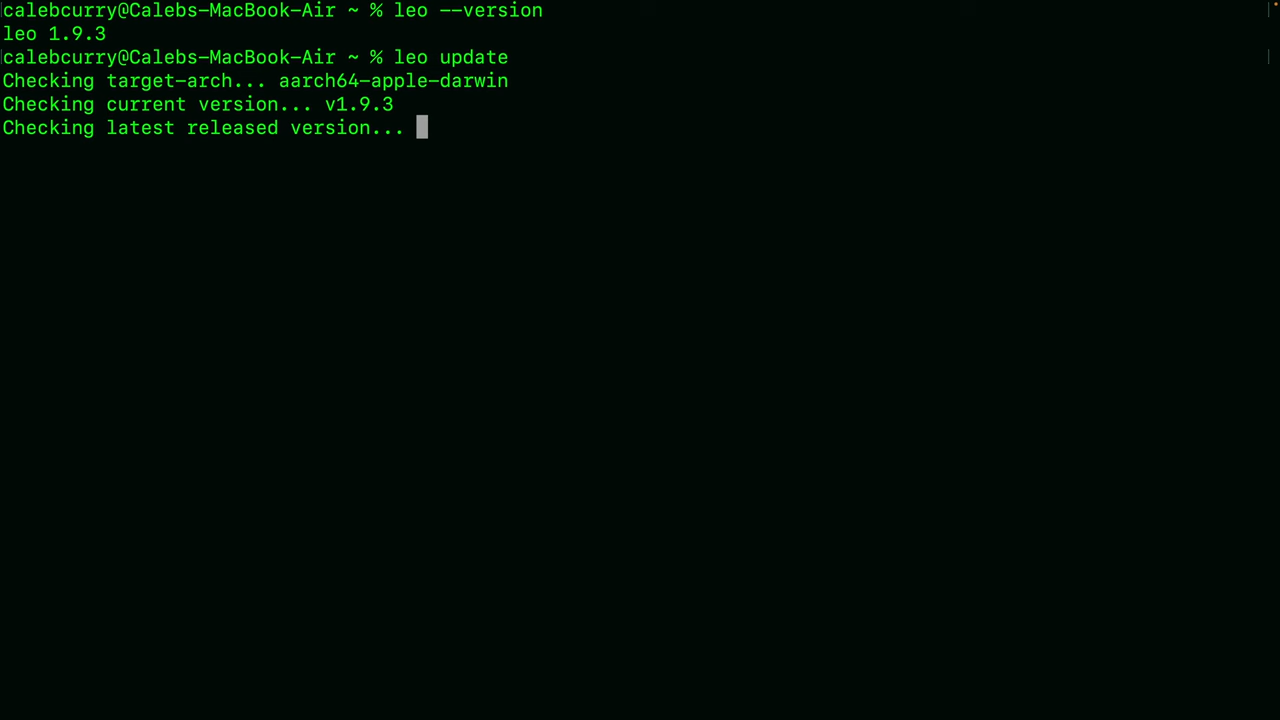 calebcurry@Calebs-MacBook-Air ~ % leo --version
leo 1.9.3
calebcurry@Calebs-MacBook-Air ~ % leo update
Checking target-arch... aarch64-apple-darwin
Checking current version... v1.9.3
Checking latest released version...